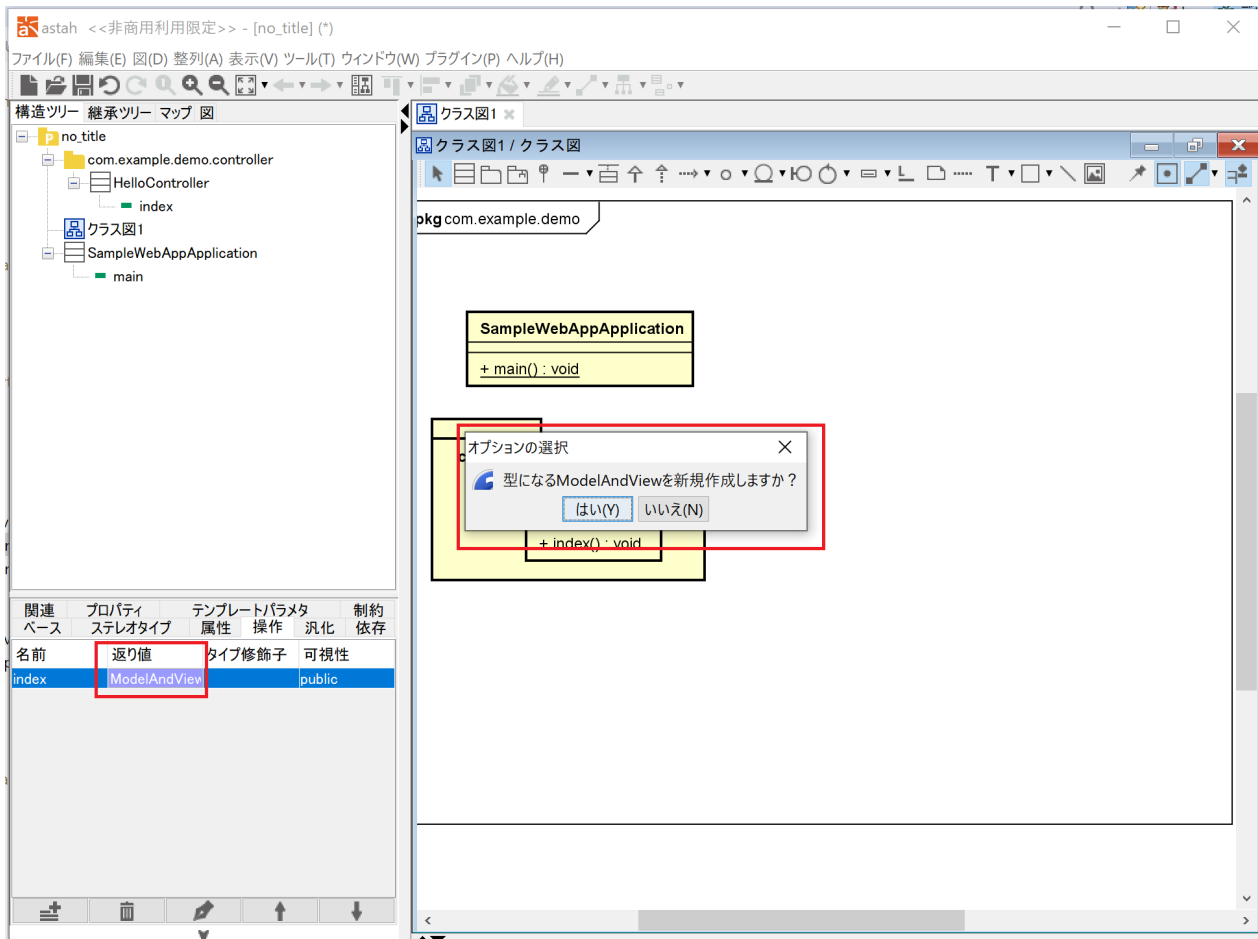 astah <<非商用利用限定>> - [no_title] (*)
ファイル(F) 編集(E) 図(D) 整列(A) 表示(V) ツール(T) ウィンドウ(W) プラグイン(P) ヘルプ(H)
構造ツリー 継承ツリー マップ 図
no_title
com.example.demo.controller
HelloController
index
クラス図1
SampleWebAppApplication
main
クラス図1
クラス図1 / クラス図
pkg com.example.demo
SampleWebAppApplication
+ main() : void
オプションの選択
型になるModelAndViewを新規作成しますか？
はい(Y) いいえ(N)
+ index() : void
関連 プロパティ テンプレートパラメタ 制約
ベース ステレオタイプ 属性 操作 汎化 依存
名前 返り値 タイプ修飾子 可視性
index ModelAndView public